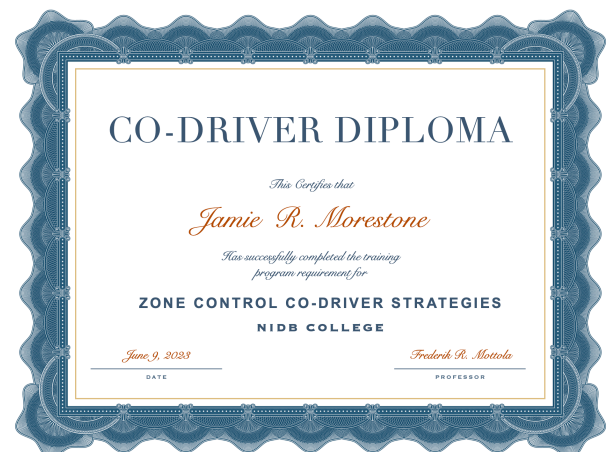 CO-DRIVER DIPLOMA
This Certifies that
Jamie R. Morestone
Has successfully completed the training
program requirement for
ZONE CONTROL CO-DRIVER STRATEGIES
NIDB COLLEGE
June 9, 2023 Frederik R. Mottola
DATE PROFESSOR